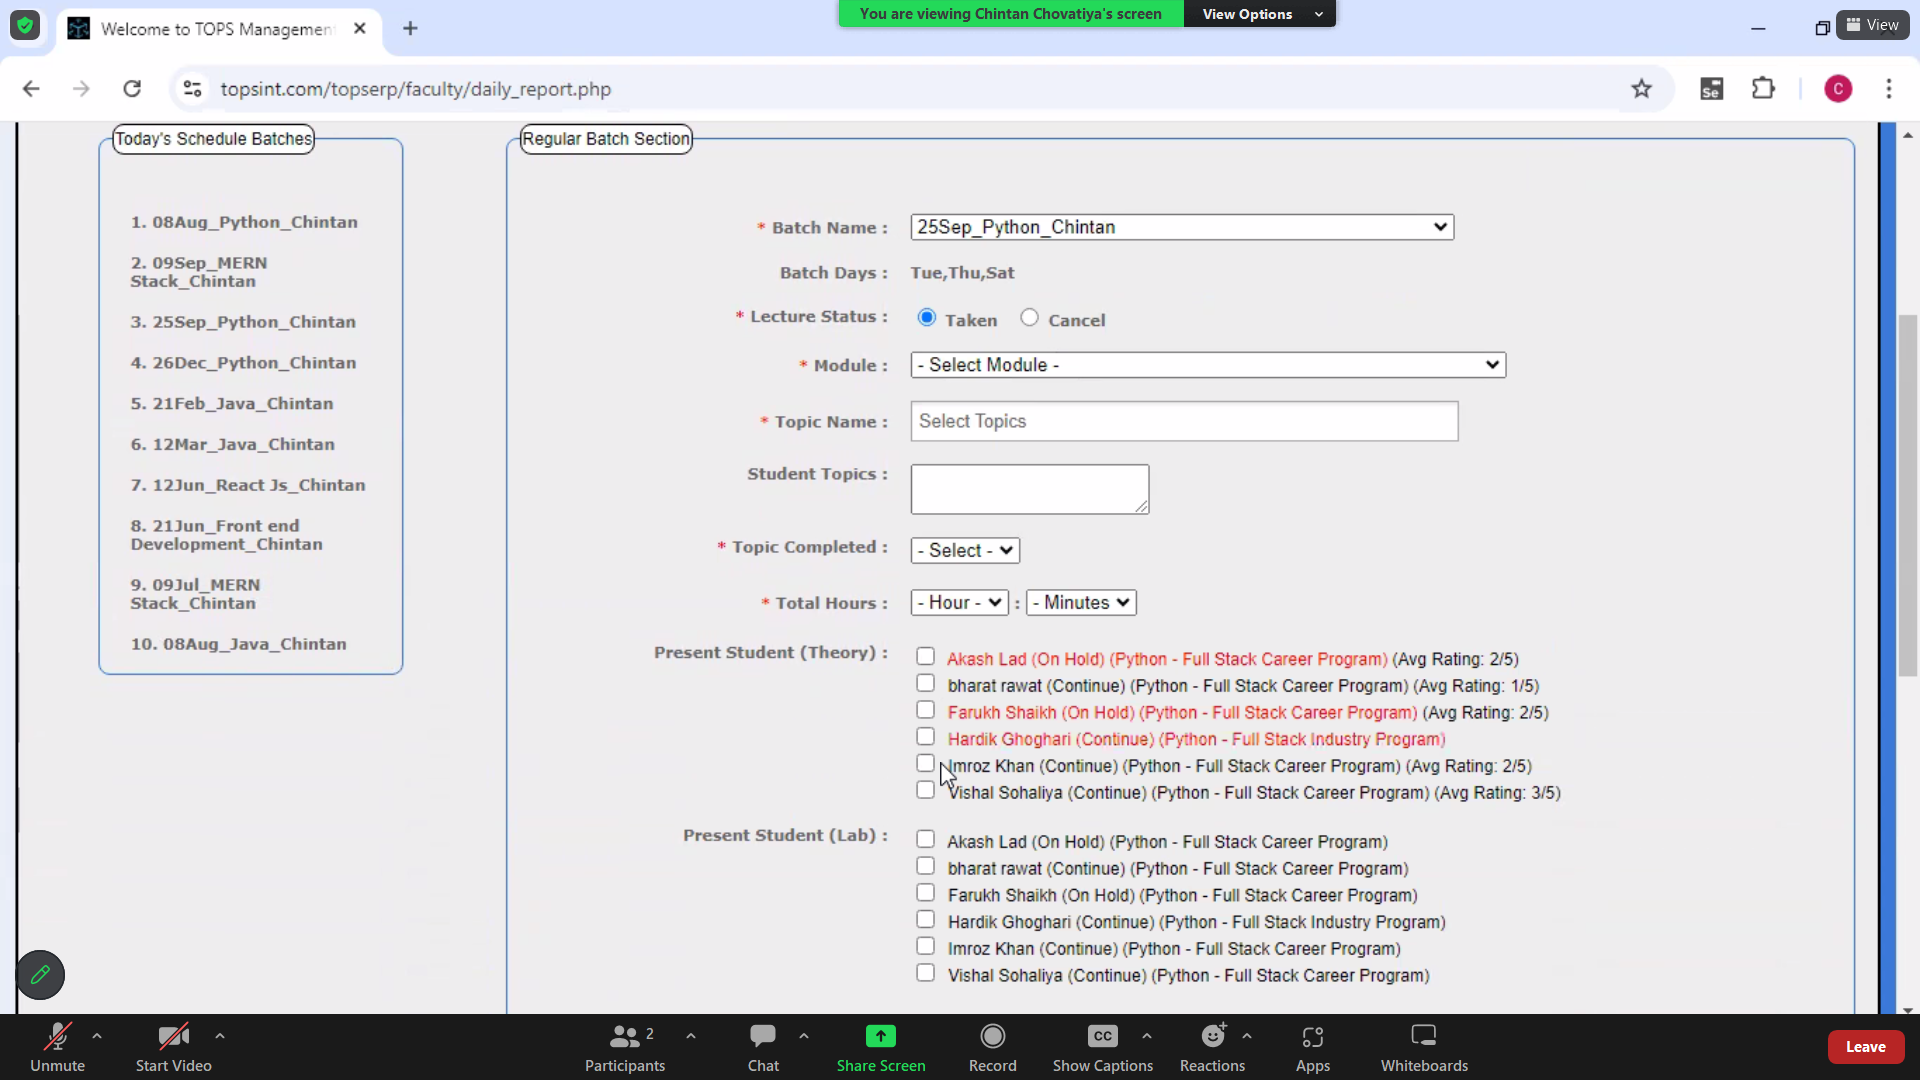 Welcome to TOPS Management
You are viewing Chintan Chovatiya's screen
View Options
View
topsint.com/topserp/faculty/daily_report.php
Se
C
Today's Schedule Batches
1. 08Aug_Python_Chintan
2. 09Sep_MERN
Stack_Chintan
3. 25Sep_Python_Chintan
4. 26Dec_Python_Chintan
5. 21Feb_Java_Chintan
6. 12Mar_Java_Chintan
7. 12Jun_React Js_Chintan
8. 21Jun_Front end
Development_Chintan
9. 09Jul_MERN
Stack_Chintan
10. 08Aug_Java_Chintan
Regular Batch Section
* Batch Name : 25Sep_Python_Chintan
Batch Days : Tue,Thu,Sat
* Lecture Status : Taken Cancel
* Module : - Select Module -
* Topic Name : Select Topics
Student Topics :
* Topic Completed : - Select -
* Total Hours : - Hour - : - Minutes
Present Student (Theory) : Akash Lad (On Hold) (Python - Full Stack Career Program) (Avg Rating: 2/5)
bharat rawat (Continue) (Python - Full Stack Career Program) (Avg Rating: 1/5)
Farukh Shaikh (On Hold) (Python - Full Stack Career Program) (Avg Rating: 2/5)
Hardik Ghoghari (Continue) (Python - Full Stack Industry Program)
Imroz Khan (Continue) (Python - Full Stack Career Program) (Avg Rating: 2/5)
Vishal Sohaliya (Continue) (Python - Full Stack Career Program) (Avg Rating: 3/5)
Present Student (Lab) : Akash Lad (On Hold) (Python - Full Stack Career Program)
bharat rawat (Continue) (Python - Full Stack Career Program)
Farukh Shaikh (On Hold) (Python - Full Stack Career Program)
Hardik Ghoghari (Continue) (Python - Full Stack Industry Program)
Imroz Khan (Continue) (Python - Full Stack Career Program)
Vishal Sohaliya (Continue) (Python - Full Stack Career Program)
2
CC
Unmute Start Video Participants Chat Share Screen Record Show Captions Reactions Apps Whiteboards Leave